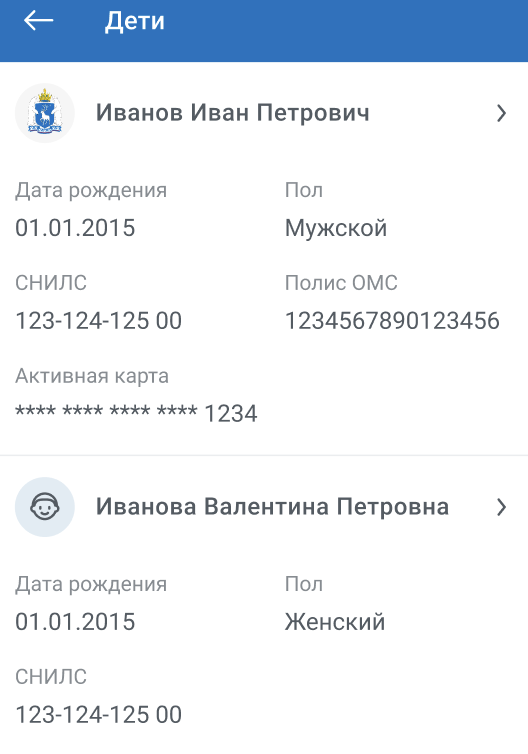 Дети
Иванов Иван Петрович
Дата рождения Пол
01.01.2015 Мужской
СНИЛС Полис ОМС
123-124-125 00 1234567890123456
Активная карта
**** **** **** **** 1234
Иванова Валентина Петровна
Дата рождения Пол
01.01.2015 Женский
СНИЛС
123-124-125 00